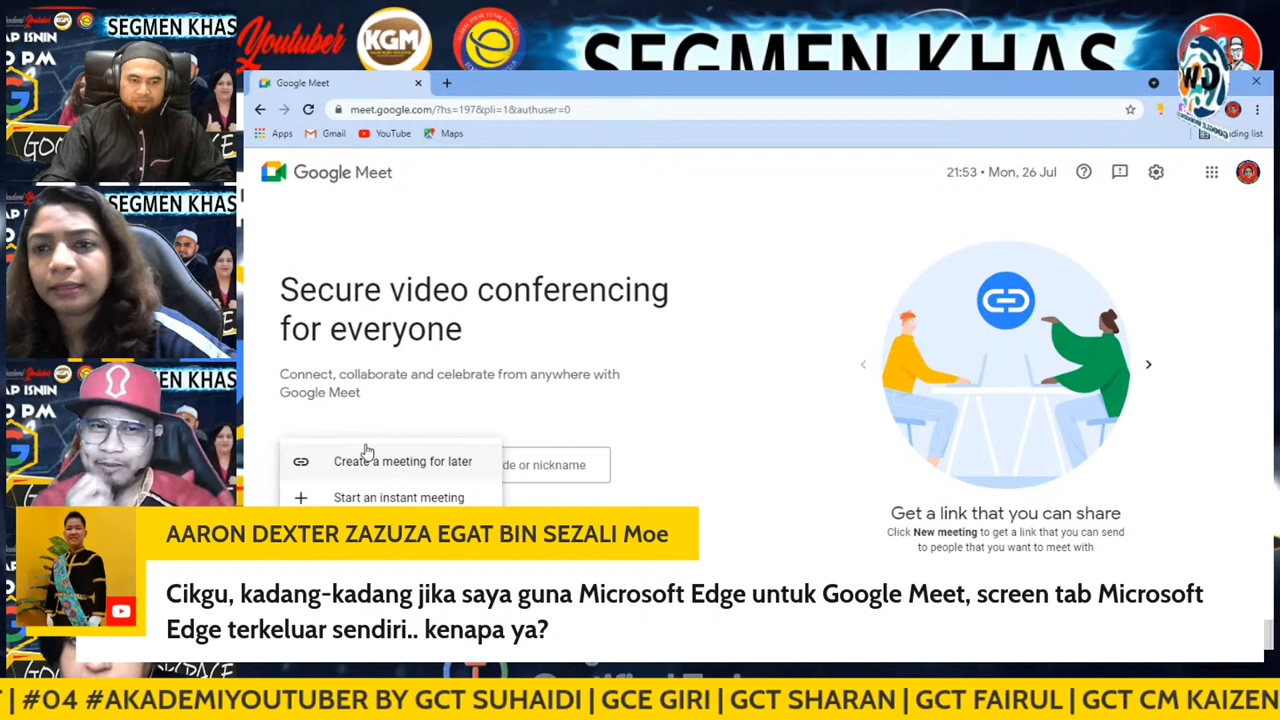 SEGMEN KHAS
AP ISNIN
Youtuber
KGM
SEGMEN KHAS
Google Meet
meet.google.com/?hs=197&pli=1&authuser=0
Apps
Gmail
YouTube
Maps
Google Meet
21:53 • Mon, 26 Jul
SEGMEN KHAS
Secure video conferencing
for everyone
Connect, collaborate and celebrate from anywhere with
Google Meet
MEN KHAS
AP ISNIN
Create a meeting for later
de or nickname
Start an instant meeting
Get a link that you can share
Click New meeting to get a link that you can send
to people that you want to meet with
AARON DEXTER ZAZUZA EGAT BIN SEZALI Moe
Cikgu, kadang-kadang jika saya guna Microsoft Edge untuk Google Meet, screen tab Microsoft
Edge terkeluar sendiri.. kenapa ya?
| #04 #AKADEMIYOUTUBER BY GCT SUHAIDI | GCE GIRI | GCT SHARAN | GCT FAIRUL | GCT CM KAIZEN